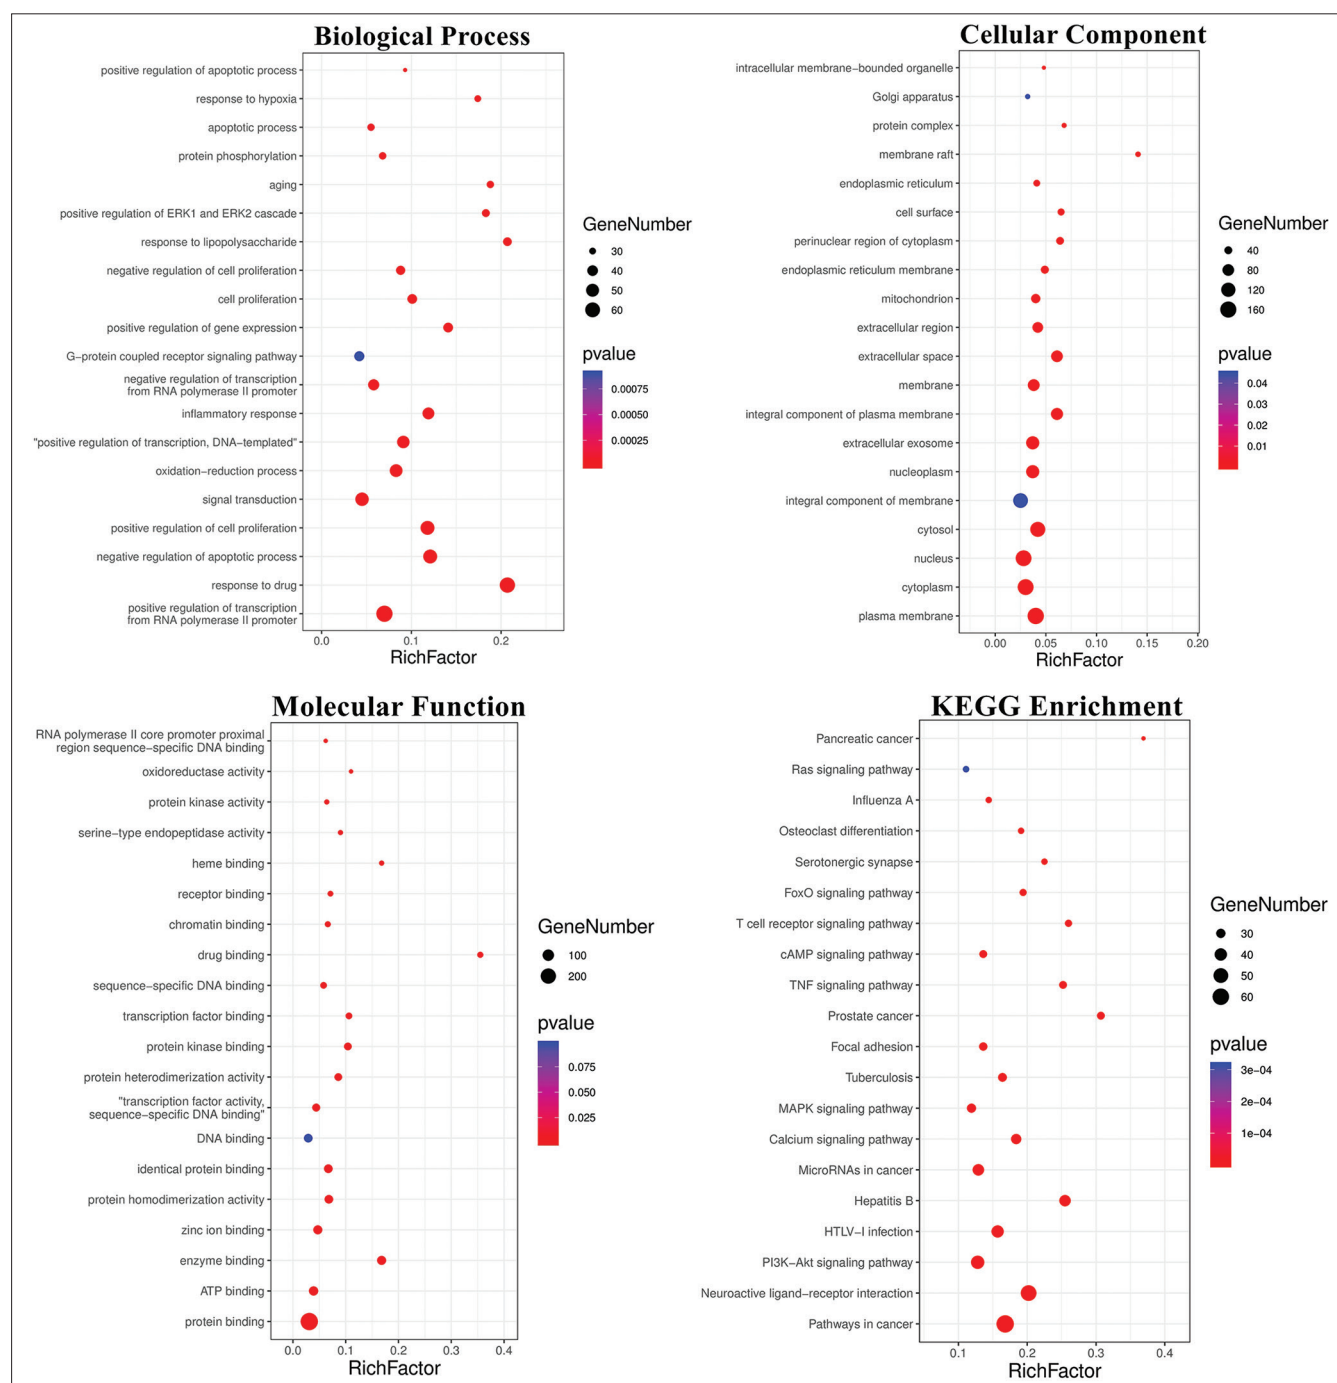 Biological Process
positive regulation of apoptotic process
response to hypoxia
apoptotic process
protein phosphorylation
aging
positive regulation of ERK1 and ERK2 cascade
response to lipopolysaccharide
negative regulation of cell proliferation
cell proliferation
positive regulation of gene expression
G−protein coupled receptor signaling pathway
negative regulation of transcription
from RNA polymerase II promoter
inflammatory response
"positive regulation of transcription, DNA−templated"
oxidation−reduction process
signal transduction
positive regulation of cell proliferation
negative regulation of apoptotic process
response to drug
positive regulation of transcription
from RNA polymerase II promoter
0.0 0.1 0.2
RichFactor
GeneNumber
30
40
50
60
pvalue
0.00075
0.00050
0.00025
Cellular Component
intracellular membrane−bounded organelle
Golgi apparatus
protein complex
membrane raft
endoplasmic reticulum
cell surface
perinuclear region of cytoplasm
endoplasmic reticulum membrane
mitochondrion
extracellular region
extracellular space
membrane
integral component of plasma membrane
extracellular exosome
nucleoplasm
integral component of membrane
cytosol
nucleus
cytoplasm
plasma membrane
0.00 0.05 0.10 0.15 0.20
RichFactor
GeneNumber
40
80
120
160
pvalue
0.04
0.03
0.02
0.01
Molecular Function
RNA polymerase II core promoter proximal
region sequence−specific DNA binding
oxidoreductase activity
protein kinase activity
serine−type endopeptidase activity
heme binding
receptor binding
chromatin binding
drug binding
sequence−specific DNA binding
transcription factor binding
protein kinase binding
protein heterodimerization activity
"transcription factor activity,
sequence−specific DNA binding"
DNA binding
identical protein binding
protein homodimerization activity
zinc ion binding
enzyme binding
ATP binding
protein binding
0.0 0.1 0.2 0.3 0.4
RichFactor
GeneNumber
100
200
pvalue
0.075
0.050
0.025
KEGG Enrichment
Pancreatic cancer
Ras signaling pathway
Influenza A
Osteoclast differentiation
Serotonergic synapse
FoxO signaling pathway
T cell receptor signaling pathway
cAMP signaling pathway
TNF signaling pathway
Prostate cancer
Focal adhesion
Tuberculosis
MAPK signaling pathway
Calcium signaling pathway
MicroRNAs in cancer
Hepatitis B
HTLV−I infection
PI3K−Akt signaling pathway
Neuroactive ligand−receptor interaction
Pathways in cancer
0.1 0.2 0.3 0.4
RichFactor
GeneNumber
30
40
50
60
pvalue
3e−04
2e−04
1e−04